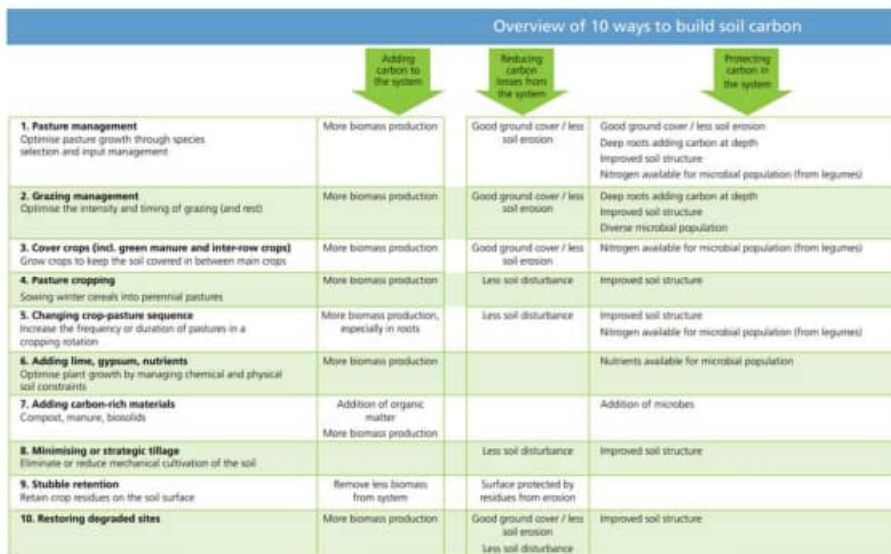 Overview of 10 ways to build soil carbon
Adding
carbon to
the system
Reducing
carbon
losses from
the system
Protecting
carbon in
the system
1. Pasture management
Optimise pasture growth through species
selection and input management
More biomass production
Good ground cover / less
soil erosion
Good ground cover / less soil erosion
Deep roots adding carbon at depth
Improved soil structure
Nitrogen available for microbial population (from legumes)
2. Grazing management
Optimise the intensity and timing of grazing (and rest)
More biomass production
Good ground cover / less
soil erosion
Deep roots adding carbon at depth
Improved soil structure
Diverse microbial population
3. Cover crops (incl. green manure and inter-row crops)
Grow crops to keep the soil covered in between main crops
More biomass production
Good ground cover / less
soil erosion
Nitrogen available for microbial population (from legumes)
4. Pasture cropping
Sowing winter cereals into perennial pastures
More biomass production
Less soil disturbance
Improved soil structure
5. Changing crop-pasture sequence
Increase the frequency or duration of pastures in a
cropping rotation
More biomass production,
especially in roots
Less soil disturbance
Improved soil structure
Nitrogen available for microbial population (from legumes)
6. Adding lime, gypsum, nutrients
Optimise plant growth by managing chemical and physical
soil constraints
More biomass production
Nutrients available for microbial population
7. Adding carbon-rich materials
Compost, manure, biosolids
Addition of organic
matter
More biomass production
Addition of microbes
8. Minimising or strategic tillage
Eliminate or reduce mechanical cultivation of the soil
Less soil disturbance
Improved soil structure
9. Stubble retention
Retain crop residues on the soil surface
Remove less biomass
from system
Surface protected by
residues from erosion
10. Restoring degraded sites
More biomass production
Good ground cover / less
soil erosion
Less soil disturbance
Improved soil structure